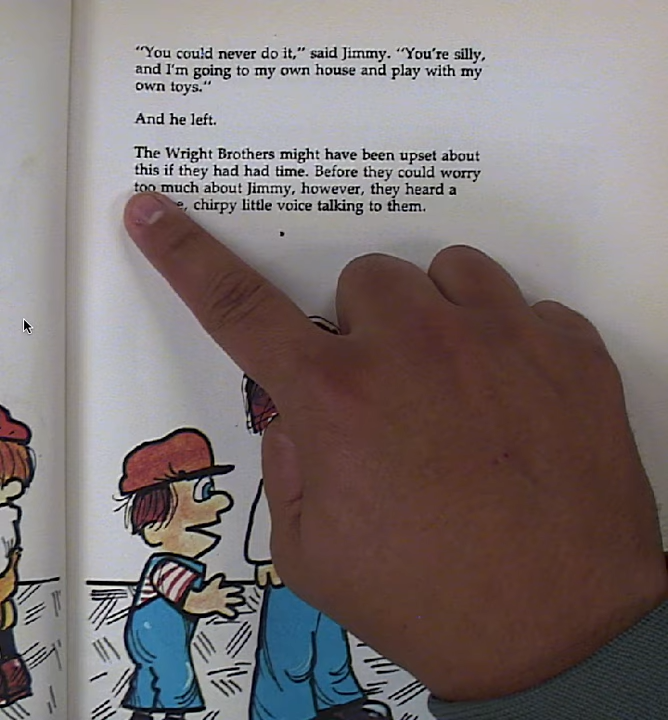 "You could never do it," said Jimmy. "You're silly,
and I'm going to my own house and play with my
own toys."
And he left.
The Wright Brothers might have been upset about
this if they had had time. Before they could worry
too much about Jimmy, however, they heard a
chirpy little voice talking to them.